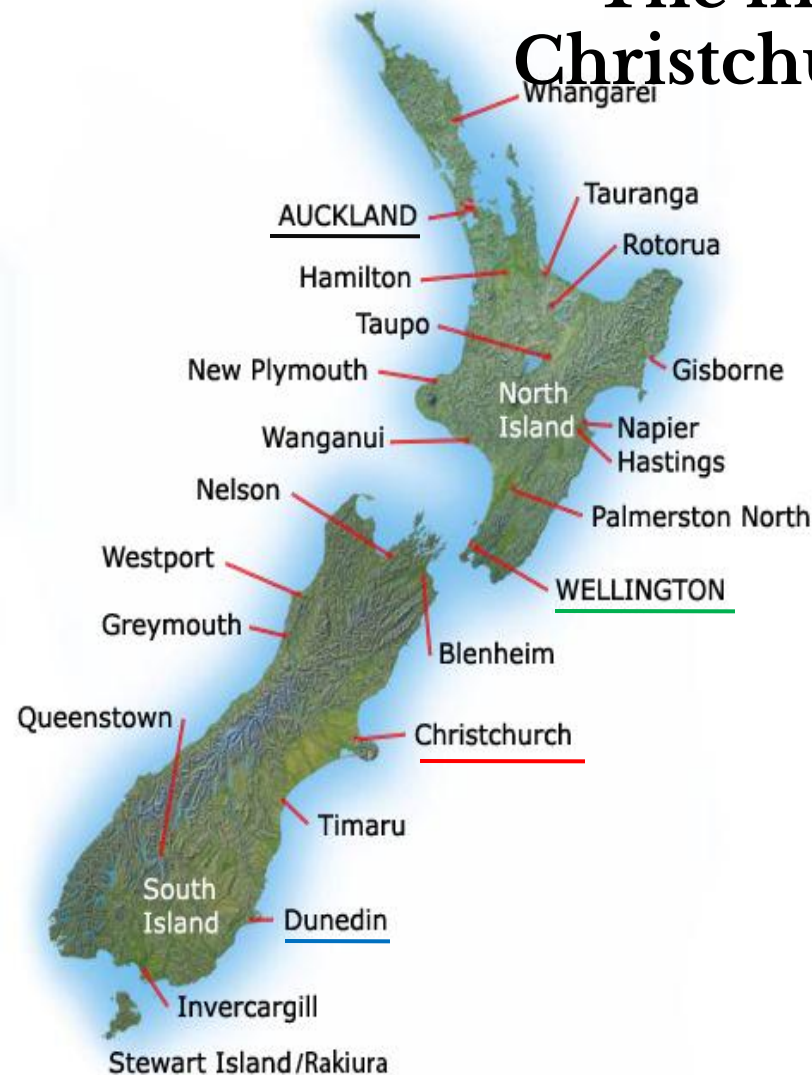 The
Christchu
Whangarei
Tauranga
AUCKLAND
Rotorua
Hamilton
Taupo
New Plymouth
Gisborne
North
Island
Napier
Wanganui
Hastings
Nelson
Palmerston North
Westport
WELLINGTON
Greymouth
Blenheim
Queenstown
Christchurch
Timaru
South
Island
Dunedin
Invercargill
Stewart Island/Rakiura